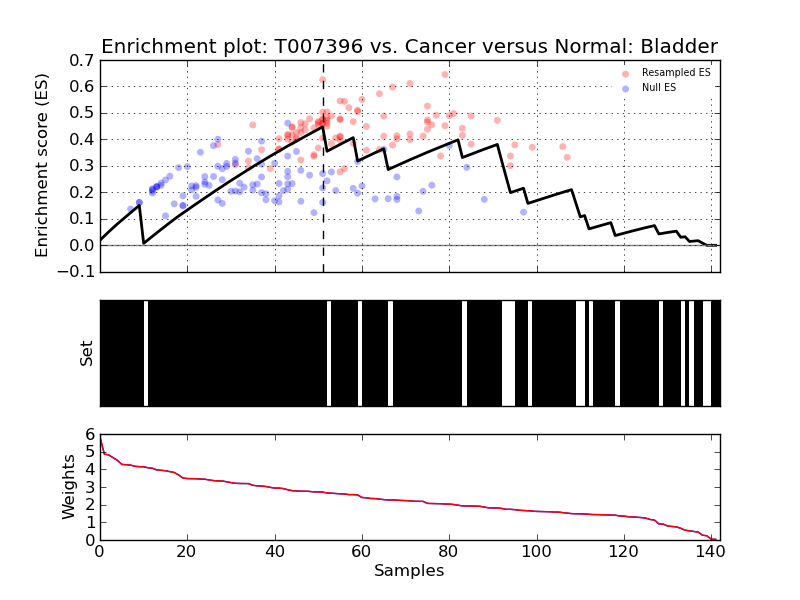 Enrichment plot: T007396 vs. Cancer versus Normal: Bladder
0.7
0.6
0.5
0.4
0.3
0.2
0.1
0.0
−0.1
Enrichment score (ES)
Resampled ES
Null ES
Set
6
5
4
3
2
1
0
Weights
0 20 40 60 80 100 120 140
Samples